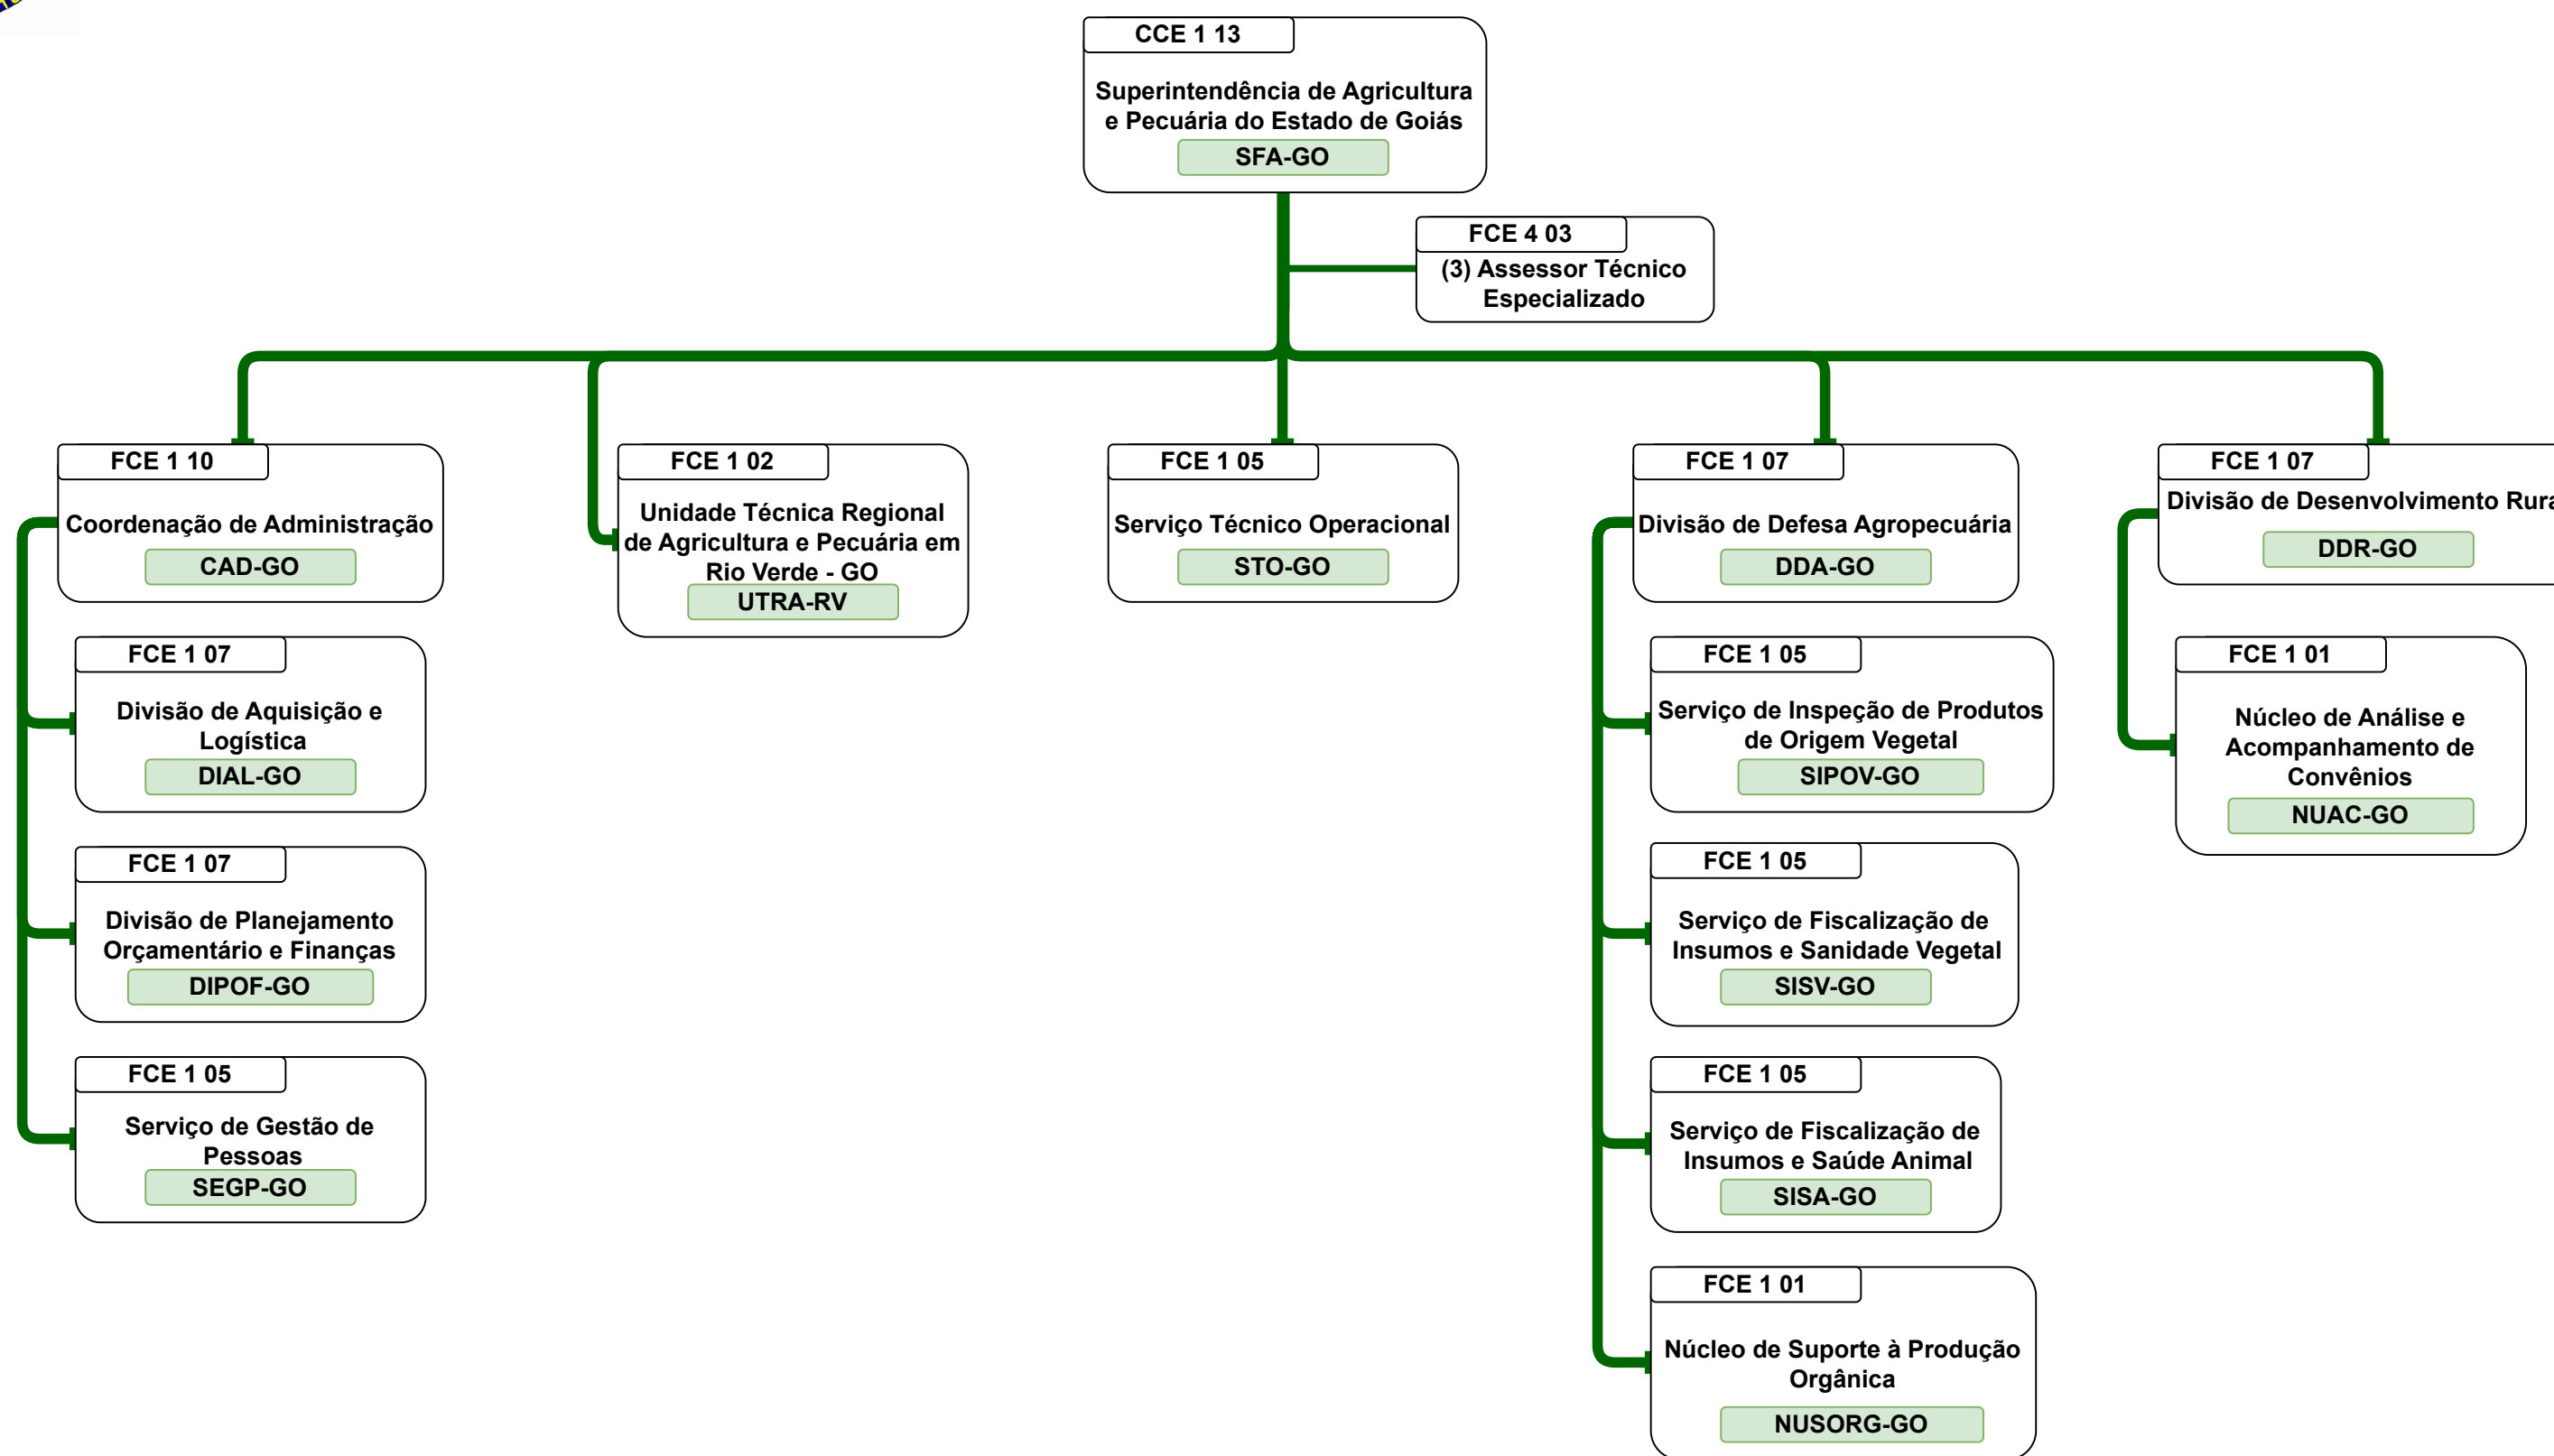 CCE 1 13
Superintendência de Agricultura
e Pecuária do Estado de Goiás
SFA-GO
FCE 4 03
(3) Assessor Técnico
Especializado
FCE 1 10
Coordenação de Administração
CAD-GO
FCE 1 07
Divisão de Aquisição e
Logística
DIAL-GO
FCE 1 07
Divisão de Planejamento
Orçamentário e Finanças
DIPOF-GO
FCE 1 05
Serviço de Gestão de
Pessoas
SEGP-GO
FCE 1 02
Unidade Técnica Regional
de Agricultura e Pecuária em
Rio Verde - GO
UTRA-RV
FCE 1 05
Serviço Técnico Operacional
STO-GO
FCE 1 07
Divisão de Defesa Agropecuária
DDA-GO
FCE 1 05
Serviço de Inspeção de Produtos
de Origem Vegetal
SIPOV-GO
FCE 1 05
Serviço de Fiscalização de
Insumos e Sanidade Vegetal
SISV-GO
FCE 1 05
Serviço de Fiscalização de
Insumos e Saúde Animal
SISA-GO
FCE 1 01
Núcleo de Suporte à Produção
Orgânica
NUSORG-GO
FCE 1 07
Divisão de Desenvolvimento Rura
DDR-GO
FCE 1 01
Núcleo de Análise e
Acompanhamento de
Convênios
NUAC-GO